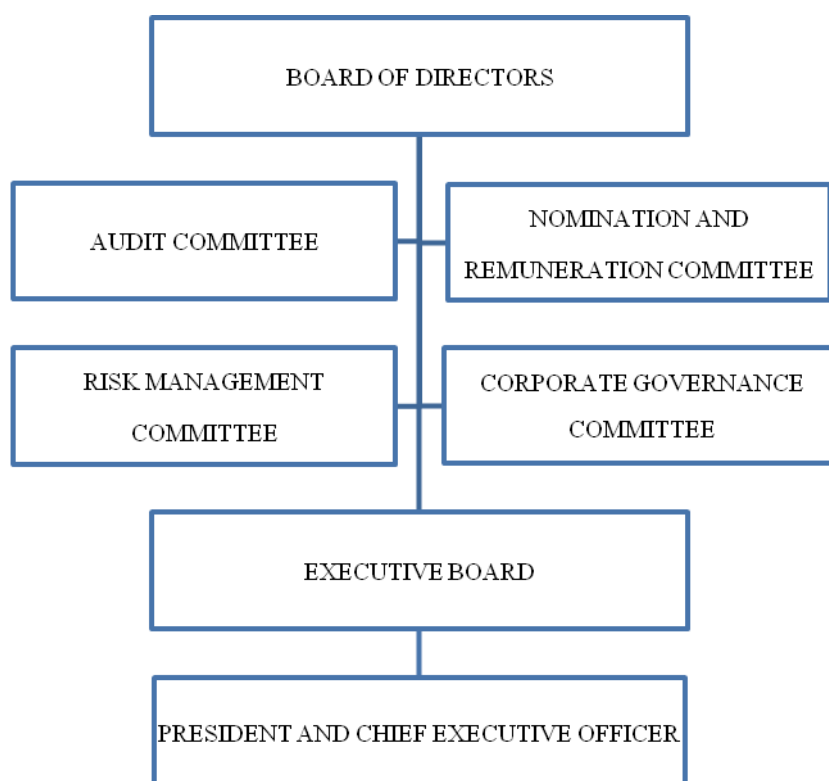 BOARD OF DIRECTORS
AUDIT COMMITTEE
NOMINATION AND
REMUNERATION COMMITTEE
RISK MANAGEMENT
COMMITTEE
CORPORATE GOVERNANCE
COMMITTEE
EXECUTIVE BOARD
PRESIDENT AND CHIEF EXECUTIVE OFFICER